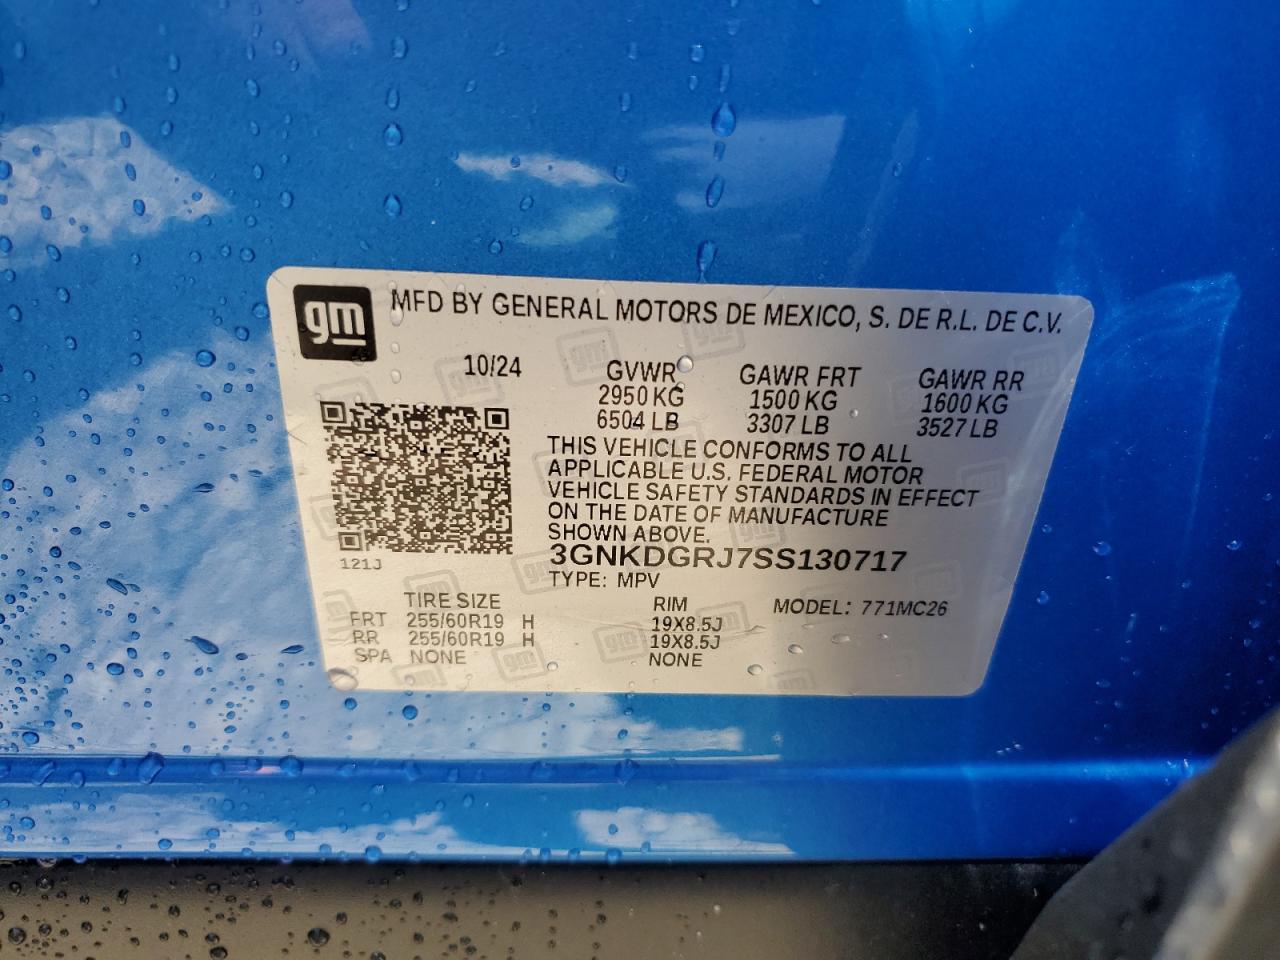 gm
MFD BY GENERAL MOTORS DE MEXICO, S. DE R.L. DE C.V.
10/24
GVWR GAWR FRT GAWR RR
2950 KG 1500 KG 1600 KG
6504 LB 3307 LB 3527 LB
THIS VEHICLE CONFORMS TO ALL
APPLICABLE U.S. FEDERAL MOTOR
VEHICLE SAFETY STANDARDS IN EFFECT
ON THE DATE OF MANUFACTURE
SHOWN ABOVE.
3GNKDGRJ7SS130717
121J
TYPE: MPV
TIRE SIZE RIM MODEL: 771MC26
FRT 255/60R19 H 19X8.5J
RR 255/60R19 H 19X8.5J
SPA NONE NONE